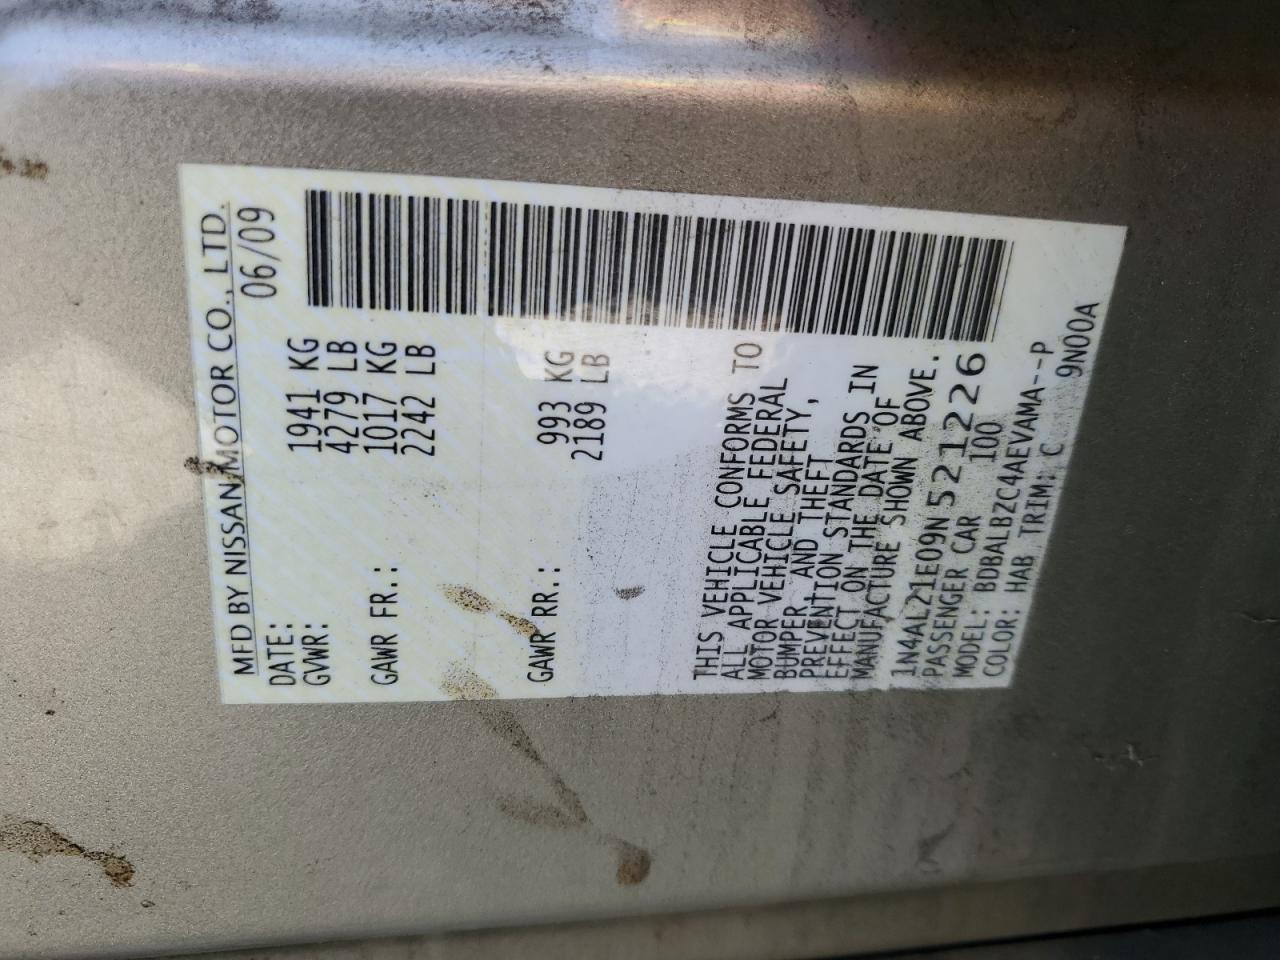 MFD BY NISSAN MOTOR CO., LTD.
DATE: 06/09
GVWR: 1941 KG
4279 LB
GAWR FR.: 1017 KG
2242 LB
GAWR RR.: 993 KG
2189 LB
THIS VEHICLE CONFORMS TO
ALL APPLICABLE FEDERAL
MOTOR VEHICLE SAFETY,
BUMPER, AND THEFT
PREVENTION STANDARDS IN
EFFECT ON THE DATE OF
MANUFACTURE SHOWN ABOVE.
1N4AL21E09N521226
PASSENGER CAR 100
MODEL: BDBALBZC4AEVAMA--P
COLOR: HAB TRIM: C 9N00A